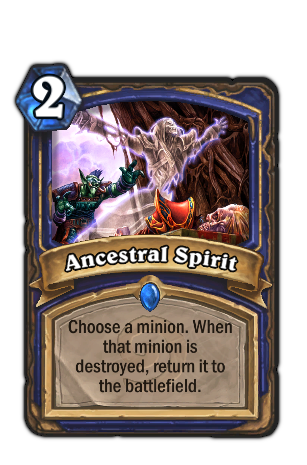 2
Ancestral Spirit
Choose a minion. When
that minion is
destroyed, return it to
the battlefield.